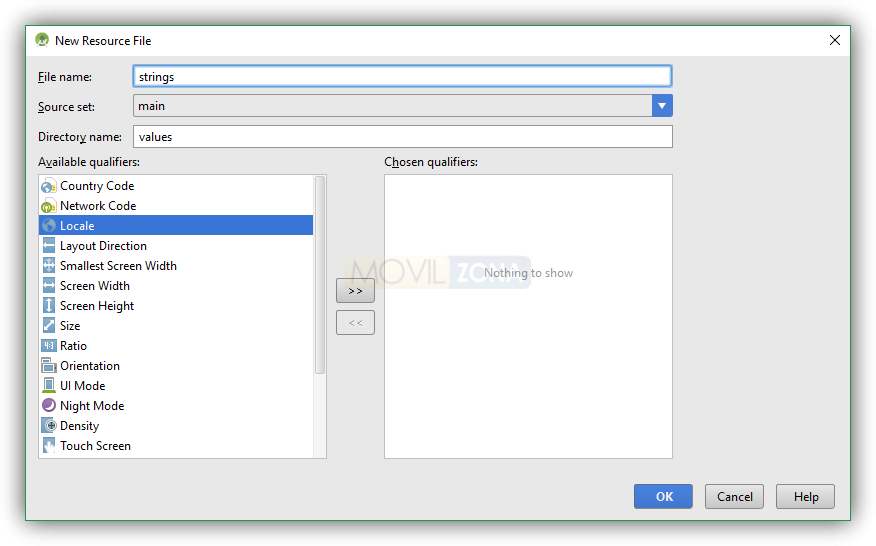 New Resource File
File name: strings
Source set: main
Directory name: values
Available qualifiers: Chosen qualifiers:
Country Code
Network Code
Locale
Layout Direction
Smallest Screen Width
Screen Width
Screen Height
Size
Ratio
Orientation
UI Mode
Night Mode
Density
Touch Screen
>>
<<
MOVIL ZONA
Nothing to show
OK Cancel Help